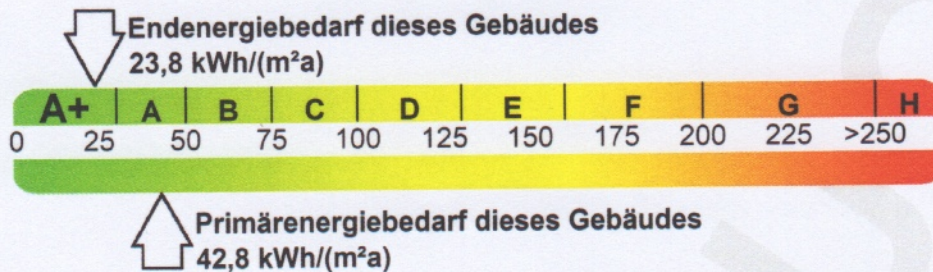 Endenergiebedarf dieses Gebäudes
23,8 kWh/(m²a)
A+ A B C D E F G H
0 25 50 75 100 125 150 175 200 225 >250
Primärenergiebedarf dieses Gebäudes
42,8 kWh/(m²a)